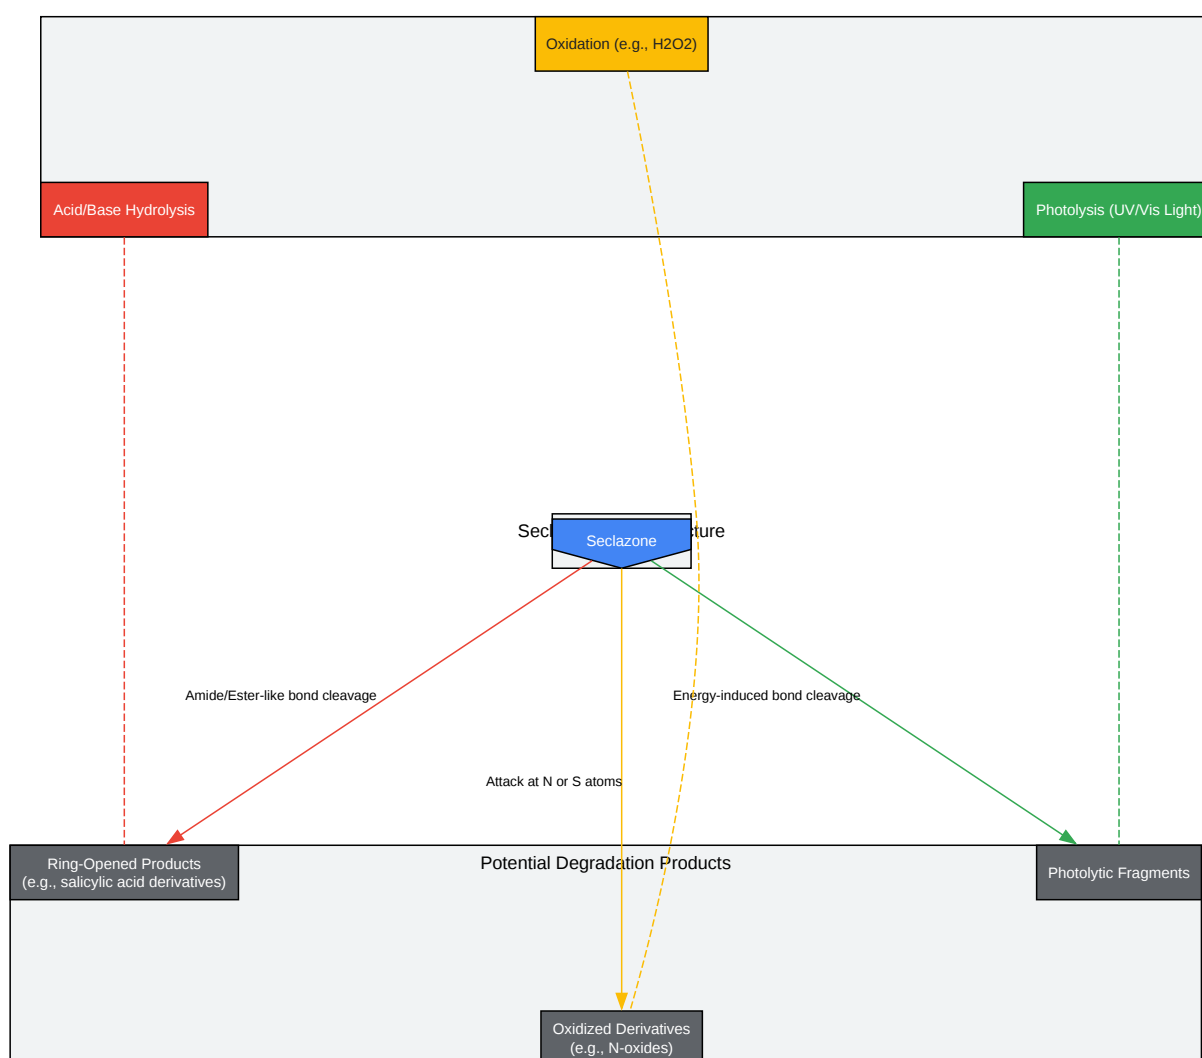 Oxidation (e.g., H2O2)
Acid/Base Hydrolysis
Photolysis (UV/Vis Light)
Seclazone
Amide/Ester-like bond cleavage
Energy-induced bond cleavage
Attack at N or S atoms
Potential Degradation Products
Ring-Opened Products
(e.g., salicylic acid derivatives)
Photolytic Fragments
Oxidized Derivatives
(e.g., N-oxides)